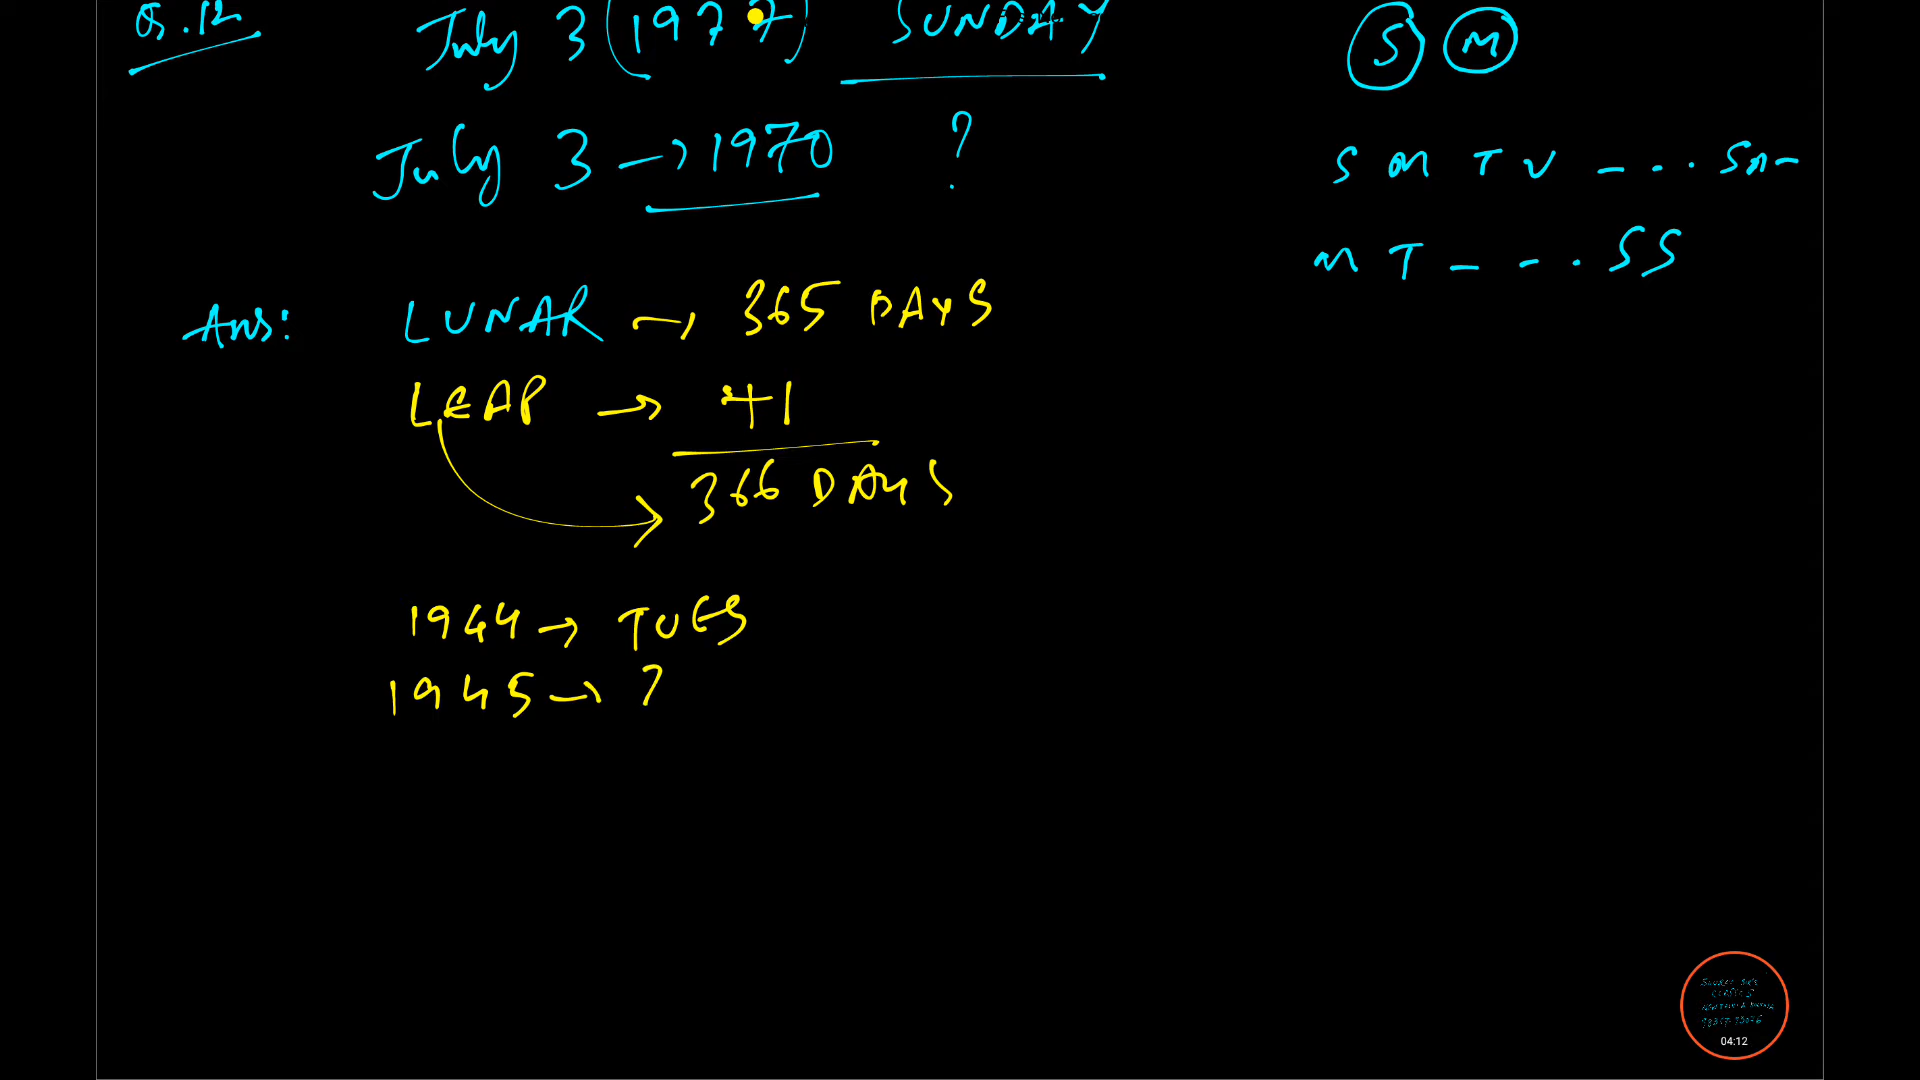 Q.12 July 3 (1977) SUNDAY S M
July 3 → 1970 ?
S M T
M T - - . . S S
Ans: LUNAR → 365 DAYS
LEAP → +1
366 DAYS
1944 → TUES
1945 → ?
04:12